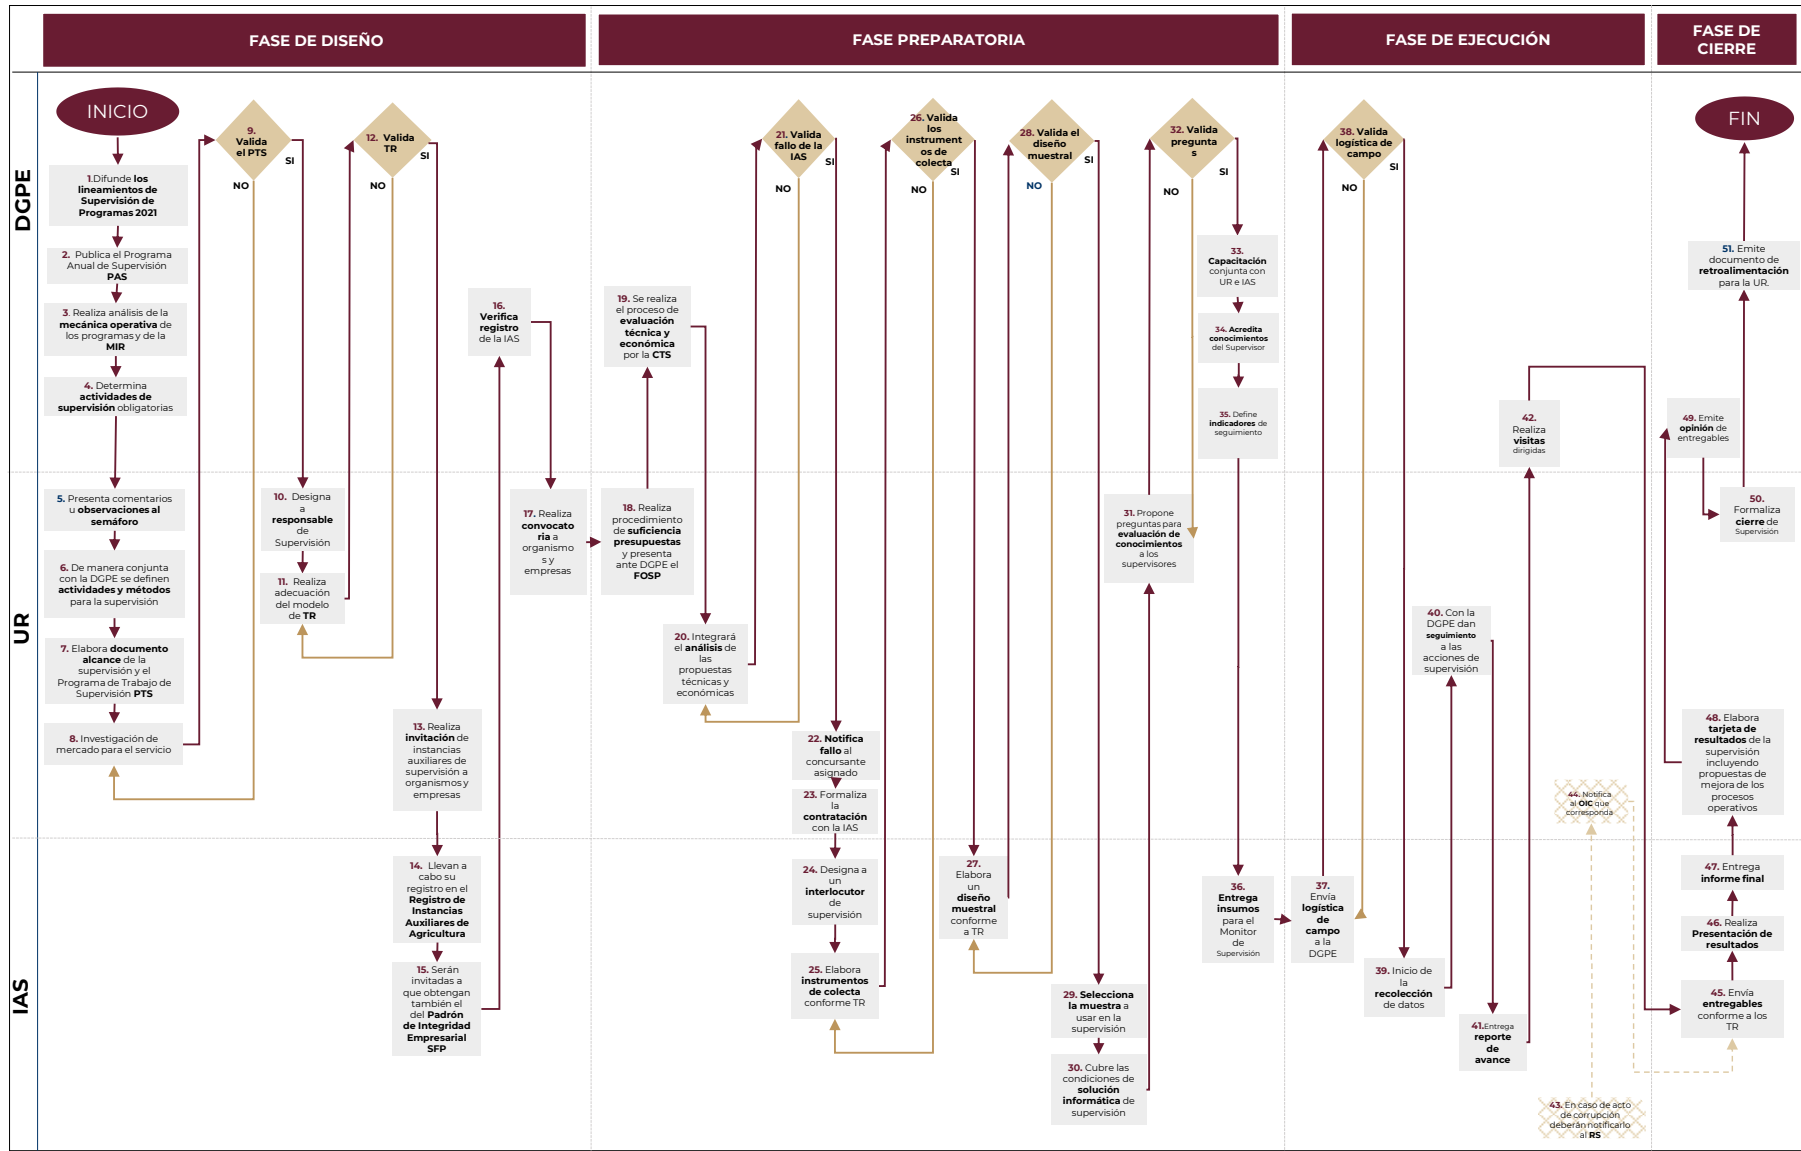 FASE DE DISEÑO
FASE PREPARATORIA
FASE DE EJECUCIÓN
FASE DE
CIERRE
DGPE
UR
IAS
INICIO
1.Difunde los
lineamientos de
Supervisión de
Programas 2021
2. Publica el Programa
Anual de Supervisión
PAS
3. Realiza análisis de la
mecánica operativa de
los programas y de la
MIR
4. Determina
actividades de
supervisión obligatorias
5. Presenta comentarios
u observaciones al
semáforo
6. De manera conjunta
con la DGPE se definen
actividades y métodos
para la supervisión
7. Elabora documento
alcance de la
supervisión y el
Programa de Trabajo de
Supervisión PTS
8. Investigación de
mercado para el servicio
9.
Valida
el PTS
SI
NO
10. Designa
a
responsable
de
Supervisión
11. Realiza
adecuación
del modelo
de TR
12. Valida
TR
SI
NO
13. Realiza
invitación de
instancias
auxiliares de
supervisión a
organismos y
empresas
14. Llevan a
cabo su
registro en el
Registro de
Instancias
Auxiliares de
Agricultura
15. Serán
invitadas a
que obtengan
también el
del Padrón
de Integridad
Empresarial
SFP
16.
Verifica
registro
de la IAS
17. Realiza
convocato
ria a
organismo
s y
empresas
18. Realiza
procedimiento
de suficiencia
presupuestas
y presenta
ante DGPE el
FOSP
19. Se realiza
el proceso de
evaluación
técnica y
económica
por la CTS
20. Integrará
el análisis de
las
propuestas
técnicas y
económicas
21. Valida
fallo de la
IAS
SI
NO
22. Notifica
fallo al
concursante
asignado
23. Formaliza
la
contratación
con la IAS
24. Designa a
un
interlocutor
de
supervisión
25. Elabora
instrumentos
de colecta
conforme TR
26. Valida
los
instrument
os de
colecta
SI
NO
27.
Elabora
un
diseño
muestral
conforme
a TR
28. Valida el
diseño
muestral
SI
NO
29. Selecciona
la muestra a
usar en la
supervisión
30. Cubre las
condiciones de
solución
informática de
supervisión
31. Propone
preguntas para
evaluación de
conocimientos
a los
supervisores
32. Valida
pregunta
s
SI
NO
33.
Capacitación
conjunta con
UR e IAS
34. Acredita
conocimientos
del Supervisor
35. Define
indicadores de
seguimiento
36.
Entrega
insumos
para el
Monitor
de
Supervisión
37.
Envía
logística
de
campo
a la
DGPE
38. Valida
logística de
campo
SI
NO
39. Inicio de
la
recolección
de datos
40. Con la
DGPE dan
seguimiento
a las
acciones de
supervisión
41.Entrega
reporte
de
avance
42.
Realiza
visitas
dirigidas
43. En caso de acto
de corrupción
deberán notificarlo
al RS
44. Notifica
al OIC que
corresponda
45. Envía
entregables
conforme a los
TR
46. Realiza
Presentación de
resultados
47. Entrega
informe final
48. Elabora
tarjeta de
resultados de la
supervisión
incluyendo
propuestas de
mejora de los
procesos
operativos
49. Emite
opinión de
entregables
50.
Formaliza
cierre de
Supervisión
51. Emite
documento de
retroalimentación
para la UR.
FIN